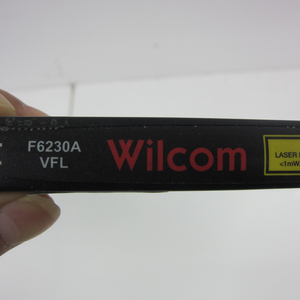 F6230A
VFL
Wilcom
LASER
<1mW